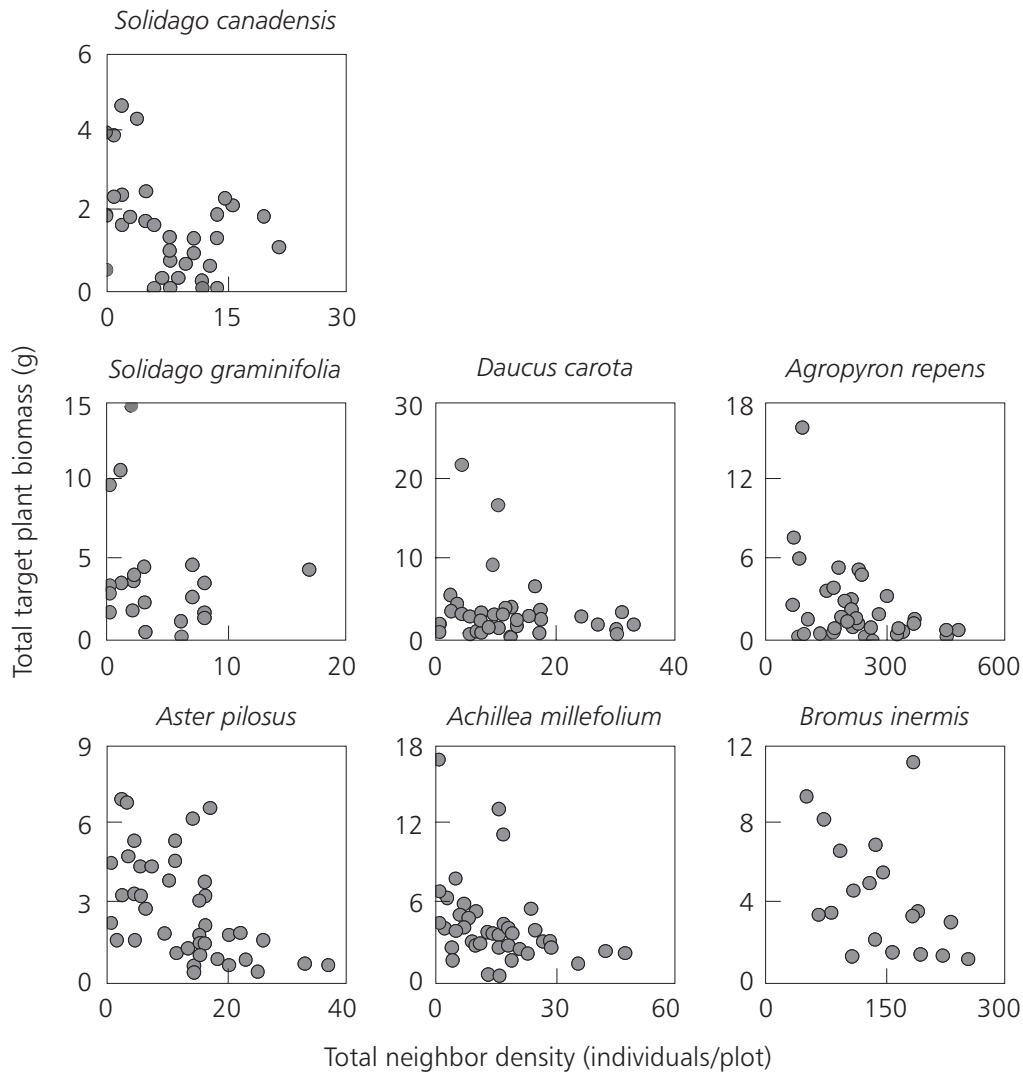 Solidago canadensis
6
4
2
0
0 15 30
Solidago graminifolia Daucus carota Agropyron repens
15 30 18
10 20 12
5 10 6
0 0 0
0 10 20 0 20 40 0 300 600
Aster pilosus Achillea millefolium Bromus inermis
9 18 12
6 12 8
3 6 4
0 0 0
0 20 40 0 30 60 0 150 300
Total target plant biomass (g)
Total neighbor density (individuals/plot)